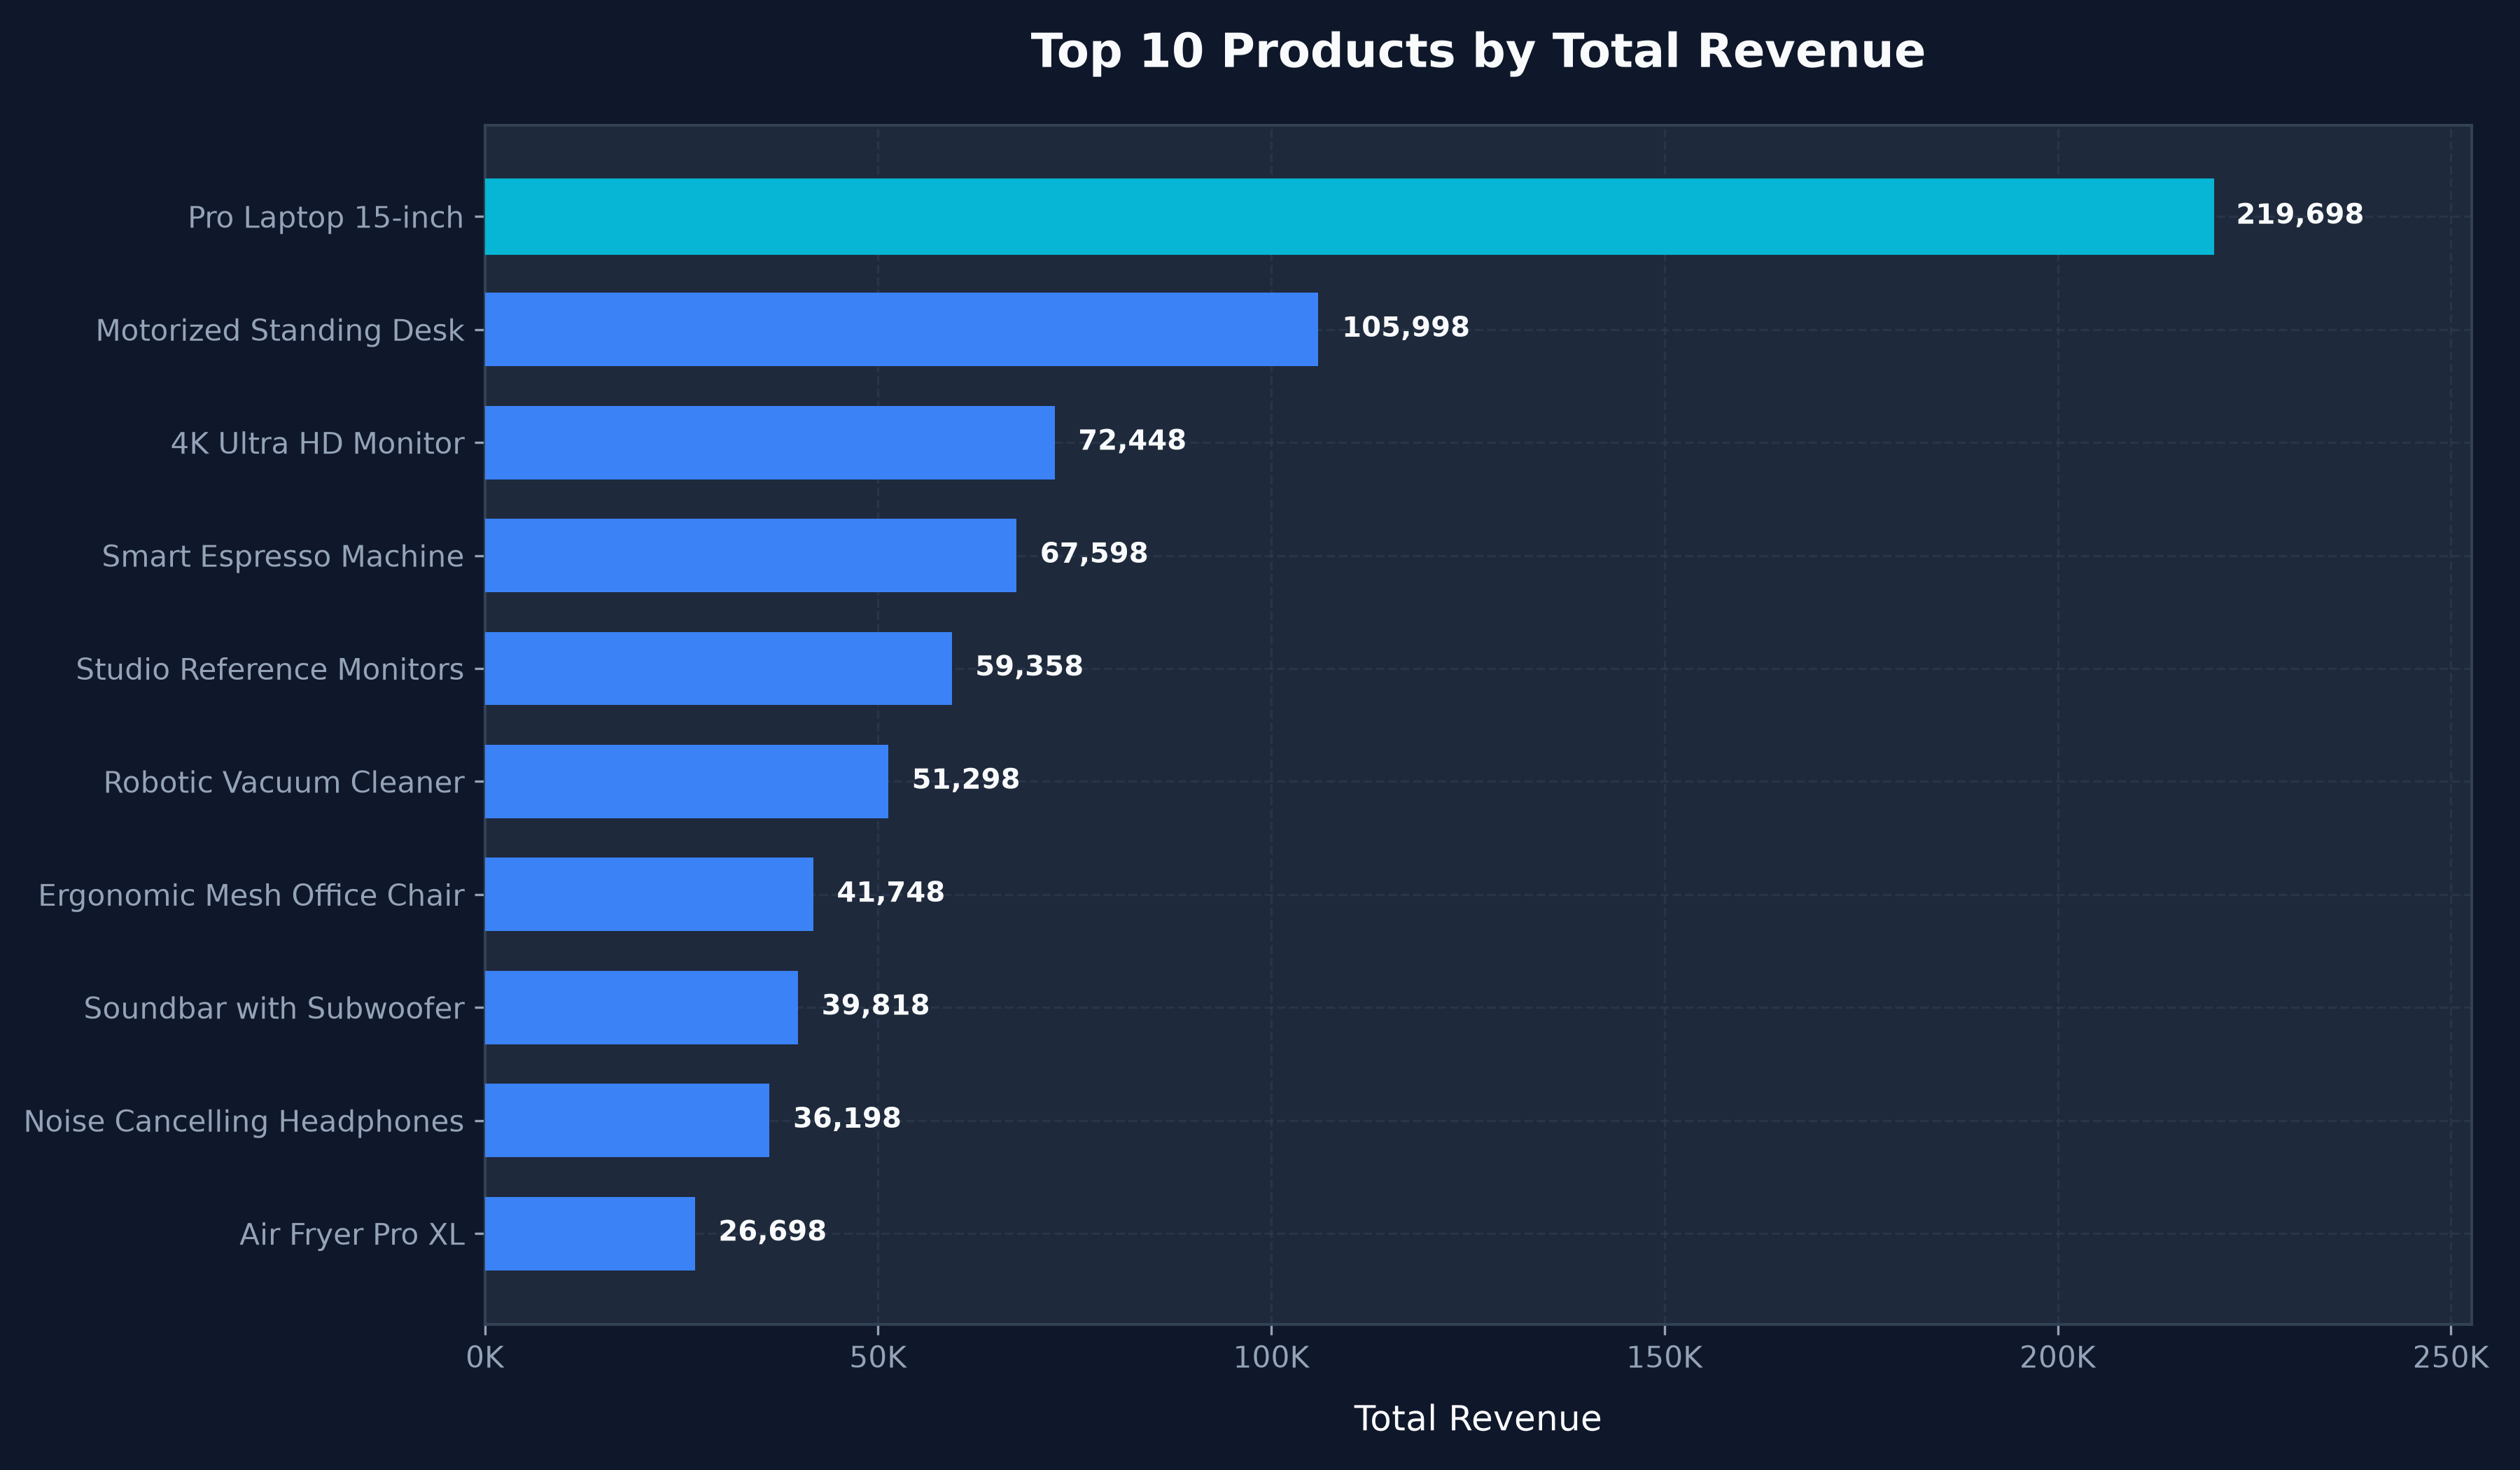 Top 10 Products by Total Revenue
Pro Laptop 15-inch 219,698
Motorized Standing Desk 105,998
4K Ultra HD Monitor 72,448
Smart Espresso Machine 67,598
Studio Reference Monitors 59,358
Robotic Vacuum Cleaner 51,298
Ergonomic Mesh Office Chair 41,748
Soundbar with Subwoofer 39,818
Noise Cancelling Headphones 36,198
Air Fryer Pro XL 26,698
0K 50K 100K 150K 200K 250K
Total Revenue